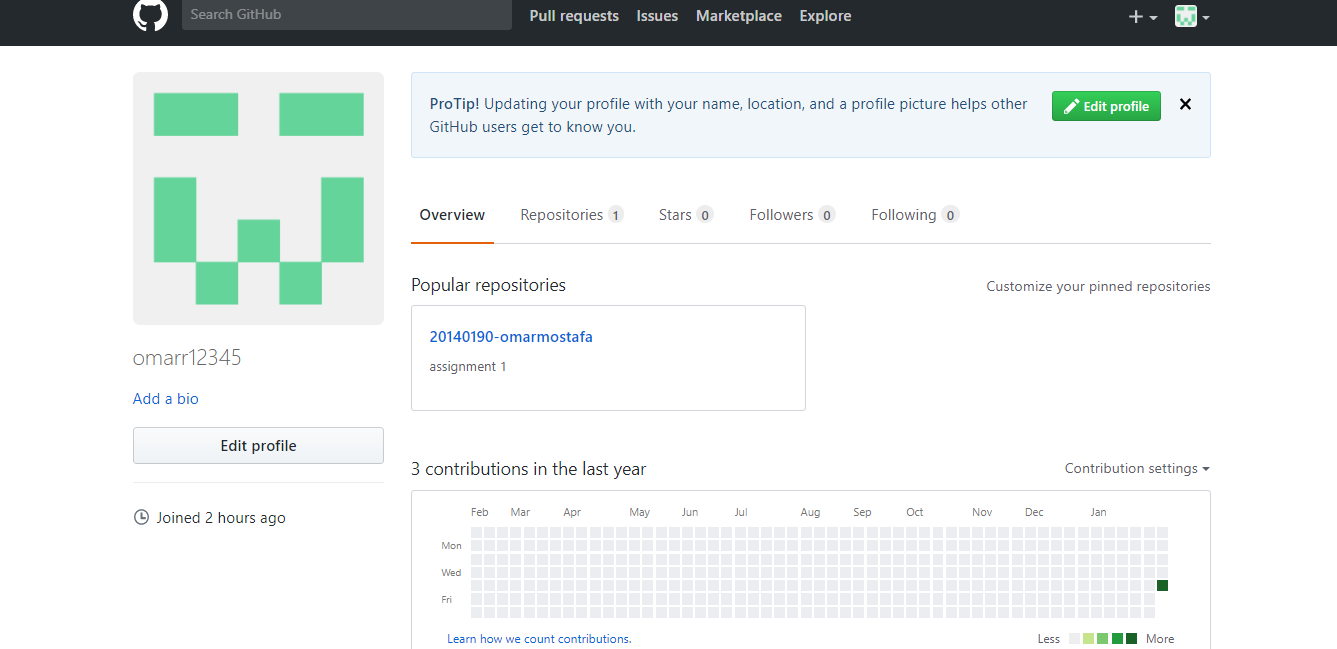 Search GitHub
Pull requests Issues Marketplace Explore
ProTip! Updating your profile with your name, location, and a profile picture helps other
GitHub users get to know you.
Edit profile
Overview Repositories 1 Stars 0 Followers 0 Following 0
Popular repositories
Customize your pinned repositories
20140190-omarmostafa
assignment 1
omarr12345
Add a bio
Edit profile
Joined 2 hours ago
3 contributions in the last year
Contribution settings
Feb Mar Apr May Jun Jul Aug Sep Oct Nov Dec Jan
Mon
Wed
Fri
Learn how we count contributions.
Less More